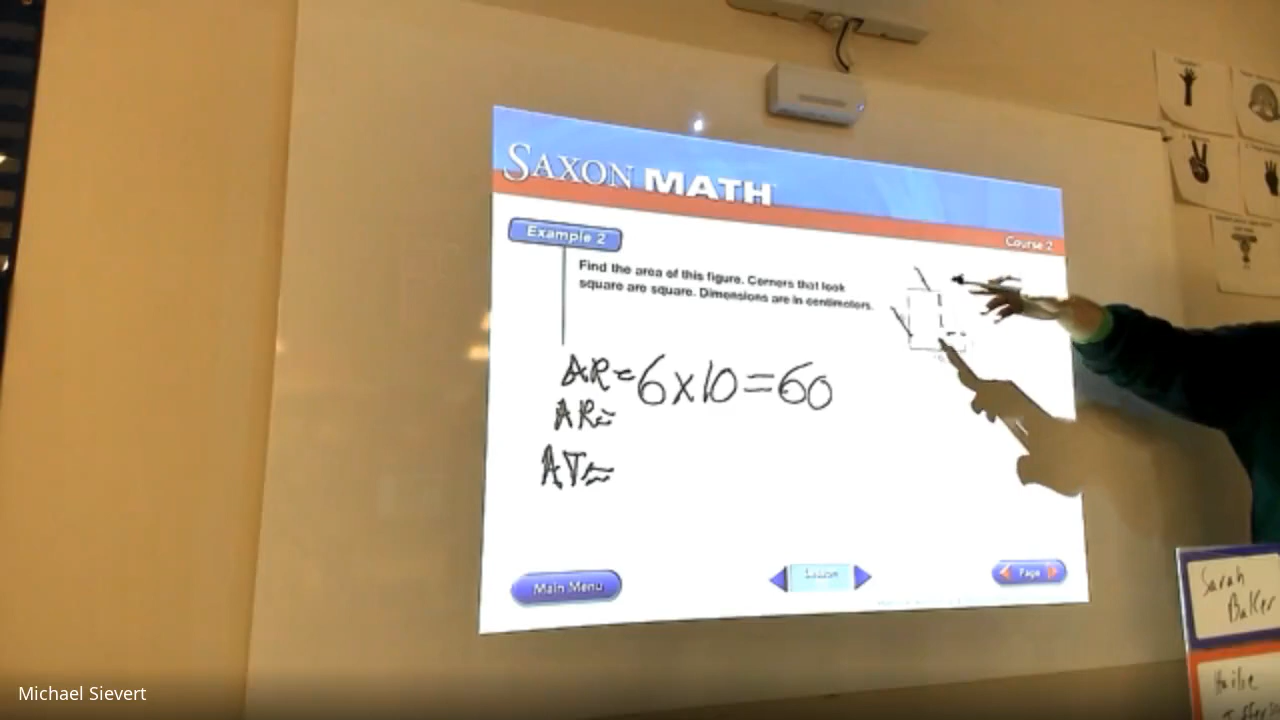 SAXON MATH
Course 2
Example 2
Find the area of this figure. Corners that look
square are square. Dimensions are in centimeters.
AR=6x10=60
AR=
AT=
Main Menu
Lesson
Page
Sarah
Baker
Michael Sievert